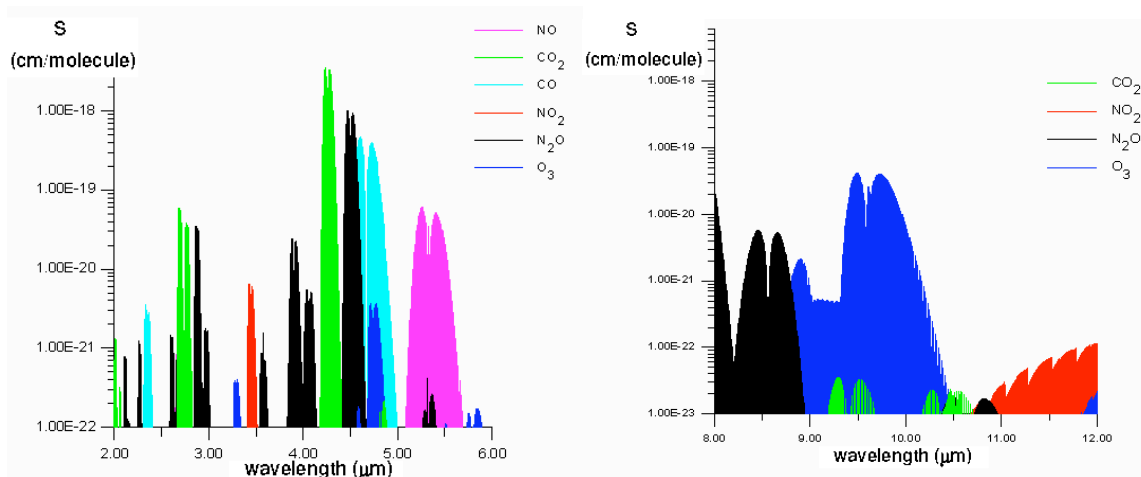 S
(cm/molecule)
1.00E-18
1.00E-19
1.00E-20
1.00E-21
1.00E-22
2.00 3.00 4.00 5.00 6.00
wavelength (μm)
NO
CO₂
CO
NO₂
N₂O
O₃
S
(cm/molecule)
1.00E-18
1.00E-19
1.00E-20
1.00E-21
1.00E-22
1.00E-23
8.00 9.00 10.00 11.00 12.00
wavelength (μm)
CO₂
NO₂
N₂O
O₃